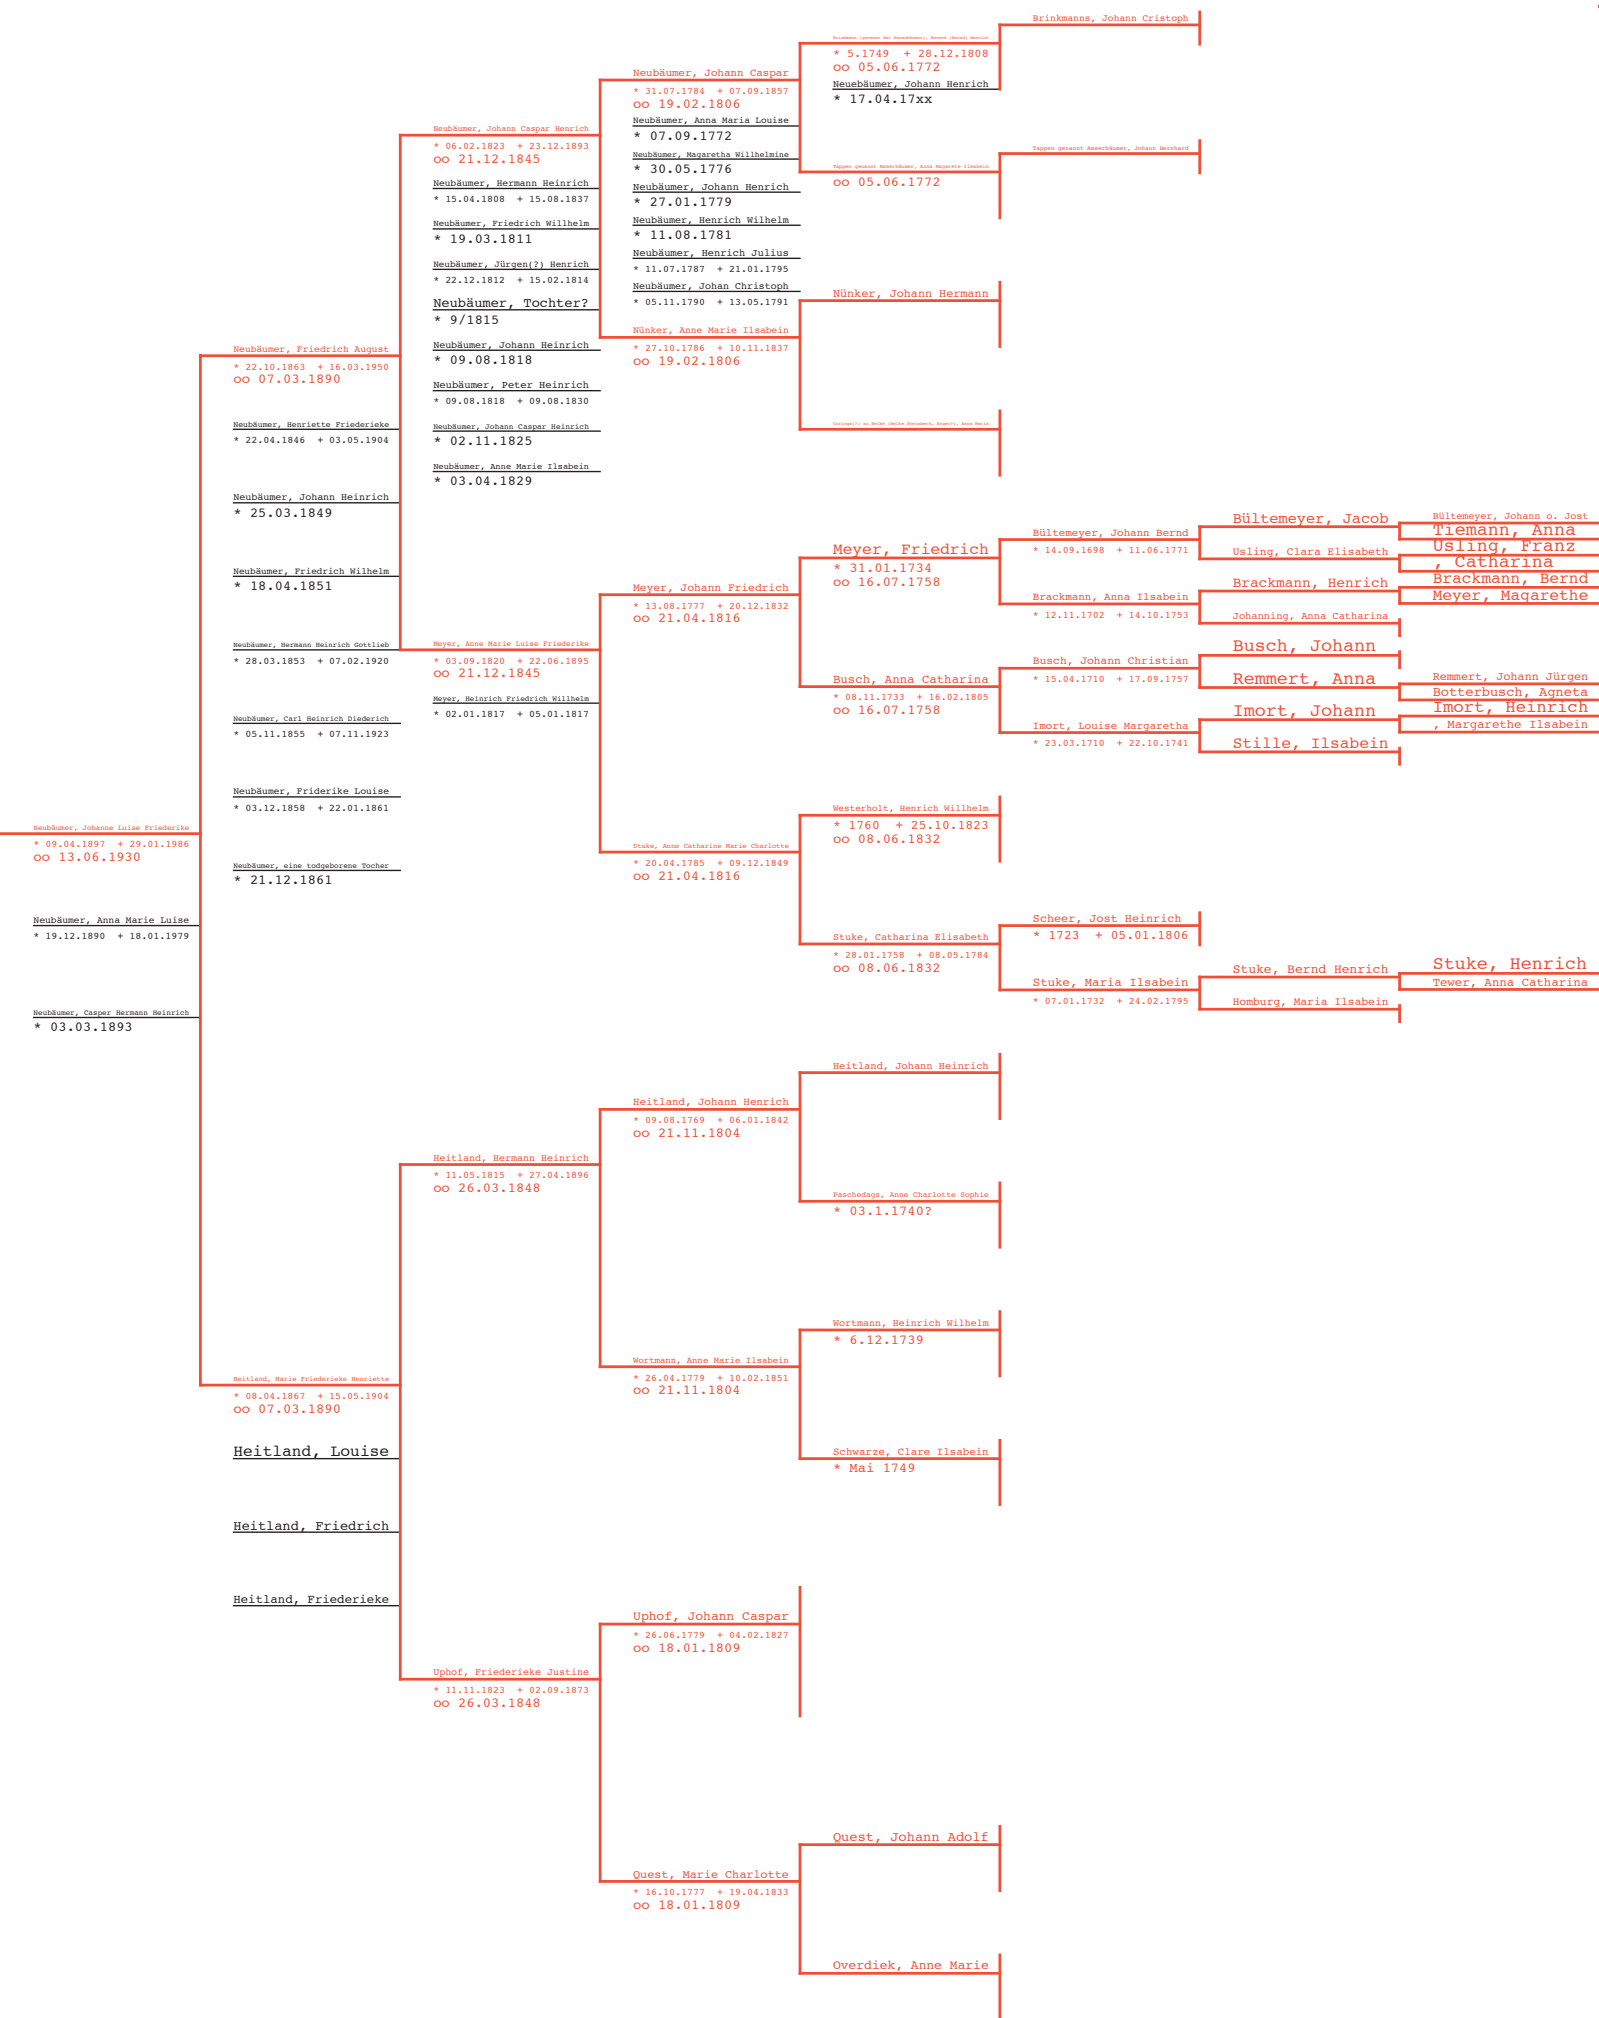 Neubäumer, Johanne Luise Friederike
* 09.04.1897 + 29.01.1986
oo 13.06.1930
Neubäumer, Anna Marie Luise
* 19.12.1890 + 18.01.1979
Neubäumer, Casper Hermann Heinrich
* 03.03.1893
Neubäumer, Friedrich August
* 22.10.1863 + 16.03.1950
oo 07.03.1890
Neubäumer, Henriette Friederieke
* 22.04.1846 + 03.05.1904
Neubäumer, Johann Heinrich
* 25.03.1849
Neubäumer, Friedrich Wilhelm
* 18.04.1851
Neubäumer, Hermann Heinrich Gottlieb
* 28.03.1853 + 07.02.1920
Neubäumer, Carl Heinrich Diederich
* 05.11.1855 + 07.11.1923
Neubäumer, Friderike Louise
* 03.12.1858 + 22.01.1861
Neubäumer, eine todgeborene Tocher
* 21.12.1861
Heitland, Marie Friederieke Henriette
* 08.04.1867 + 15.05.1904
oo 07.03.1890
Heitland, Louise
Heitland, Friedrich
Heitland, Friederieke
Neubäumer, Johann Caspar Henrich
* 06.02.1823 + 23.12.1893
oo 21.12.1845
Neubäumer, Hermann Heinrich
* 15.04.1808 + 15.08.1837
Neubäumer, Friedrich Willhelm
* 19.03.1811
Neubäumer, Jürgen(?) Henrich
* 22.12.1812 + 15.02.1814
Neubäumer, Tochter?
* 9/1815
Neubäumer, Johann Heinrich
* 09.08.1818
Neubäumer, Peter Heinrich
* 09.08.1818 + 09.08.1830
Neubäumer, Johann Caspar Heinrich
* 02.11.1825
Neubäumer, Anne Marie Ilsabein
* 03.04.1829
Meyer, Anne Marie Luise Friederike
* 03.09.1820 + 22.06.1895
oo 21.12.1845
Meyer, Heinrich Friedrich Willhelm
* 02.01.1817 + 05.01.1817
Heitland, Hermann Heinrich
* 11.05.1815 + 27.04.1896
oo 26.03.1848
Uphof, Friederieke Justine
* 11.11.1823 + 02.09.1873
oo 26.03.1848
Neubäumer, Johann Caspar
* 31.07.1784 + 07.09.1857
oo 19.02.1806
Neubäumer, Anna Maria Louise
* 07.09.1772
Neubäumer, Magaretha Willhelmine
* 30.05.1776
Neubäumer, Johann Henrich
* 27.01.1779
Neubäumer, Henrich Wilhelm
* 11.08.1781
Neubäumer, Henrich Julius
* 11.07.1787 + 21.01.1795
Neubäumer, Johan Christoph
* 05.11.1790 + 13.05.1791
Nünker, Anne Marie Ilsabein
* 27.10.1786 + 10.11.1837
oo 19.02.1806
Meyer, Johann Friedrich
* 13.08.1777 + 20.12.1832
oo 21.04.1816
Stuke, Anne Catharine Marie Charlotte
* 20.04.1785 + 09.12.1849
oo 21.04.1816
Heitland, Johann Henrich
* 09.08.1769 + 06.01.1842
oo 21.11.1804
Wortmann, Anne Marie Ilsabein
* 26.04.1779 + 10.02.1851
oo 21.11.1804
Uphof, Johann Caspar
* 26.06.1779 + 04.02.1827
oo 18.01.1809
Quest, Marie Charlotte
* 16.10.1777 + 19.04.1833
oo 18.01.1809
* 5.1749 + 28.12.1808
oo 05.06.1772
Neuebäumer, Johann Henrich
* 17.04.17xx
Tappen genannt Asserbäumer, Anna Magarete Ilsabein
oo 05.06.1772
Nünker, Johann Hermann
Meyer, Friedrich
* 31.01.1734
oo 16.07.1758
Busch, Anna Catharina
* 08.11.1733 + 16.02.1805
oo 16.07.1758
Westerholt, Henrich Willhelm
* 1760 + 25.10.1823
oo 08.06.1832
Stuke, Catharina Elisabeth
* 28.01.1758 + 08.05.1784
oo 08.06.1832
Heitland, Johann Heinrich
Paschedags, Anne Charlotte Sophie
* 03.1.1740?
Wortmann, Heinrich Wilhelm
* 6.12.1739
Schwarze, Clare Ilsabein
* Mai 1749
Quest, Johann Adolf
Overdiek, Anne Marie
Brinkmanns, Johann Cristoph
Tappen genannt Asserbäumer, Johann Bernhard
Bültemeyer, Johann Bernd
* 14.09.1698 + 11.06.1771
Brackmann, Anna Ilsabein
* 12.11.1702 + 14.10.1753
Busch, Johann Christian
* 15.04.1710 + 17.09.1757
Imort, Louise Margaretha
* 23.03.1710 + 22.10.1741
Scheer, Jost Heinrich
* 1723 + 05.01.1806
Stuke, Maria Ilsabein
* 07.01.1732 + 24.02.1795
Bültemeyer, Jacob
Usling, Clara Elisabeth
Brackmann, Henrich
Johanning, Anna Catharina
Busch, Johann
Remmert, Anna
Imort, Johann
Stille, Ilsabein
Stuke, Bernd Henrich
Homburg, Maria Ilsabein
Bültemeyer, Johann o. Jost
Tiemann, Anna
Usling, Franz
, Catharina
Brackmann, Bernd
Meyer, Magarethe
Remmert, Johann Jürgen
Botterbusch, Agneta
Imort, Heinrich
, Margarethe Ilsabein
Stuke, Henrich
Tewer, Anna Catharina